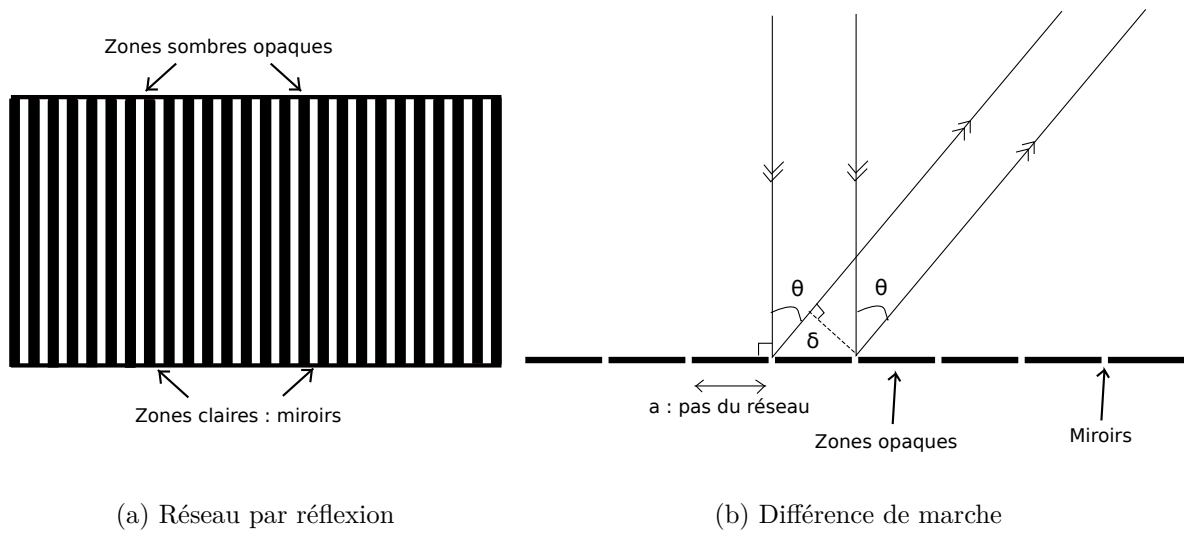 Zones sombres opaques
Zones claires : miroirs
(a) Réseau par réflexion
θ
θ
δ
a : pas du réseau
Zones opaques
Miroirs
(b) Différence de marche